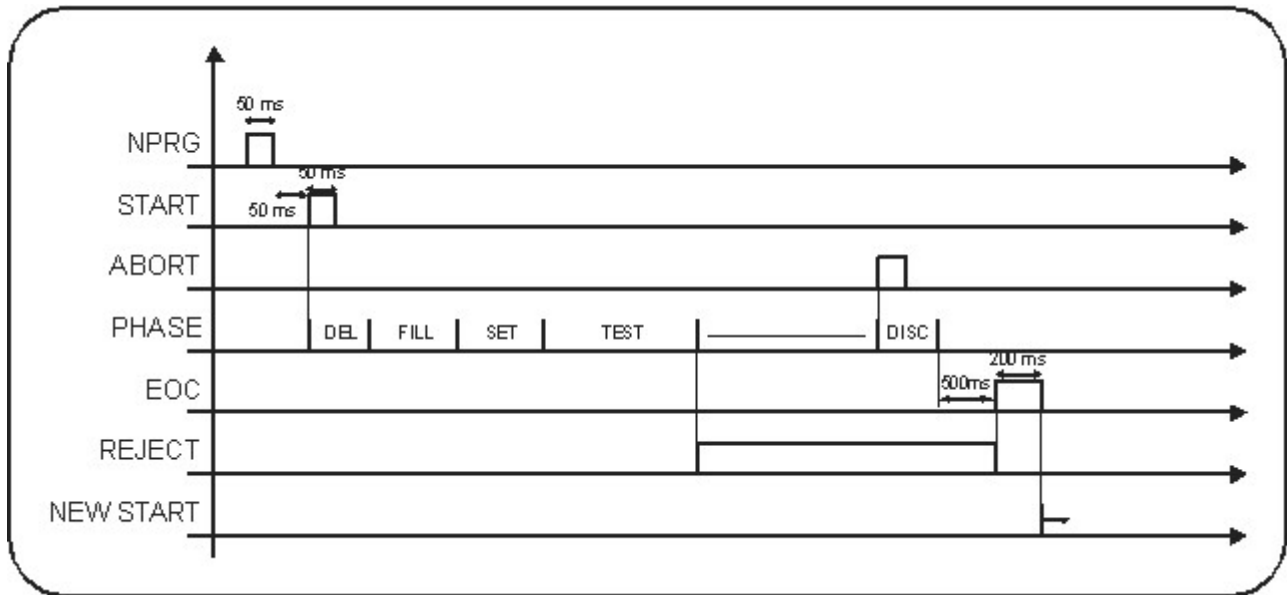 50 ms
NPRG
50 ms
START
50 ms
ABORT
PHASE DEL FILL SET TEST DISC
200 ms
EOC 500ms
REJECT
NEW START